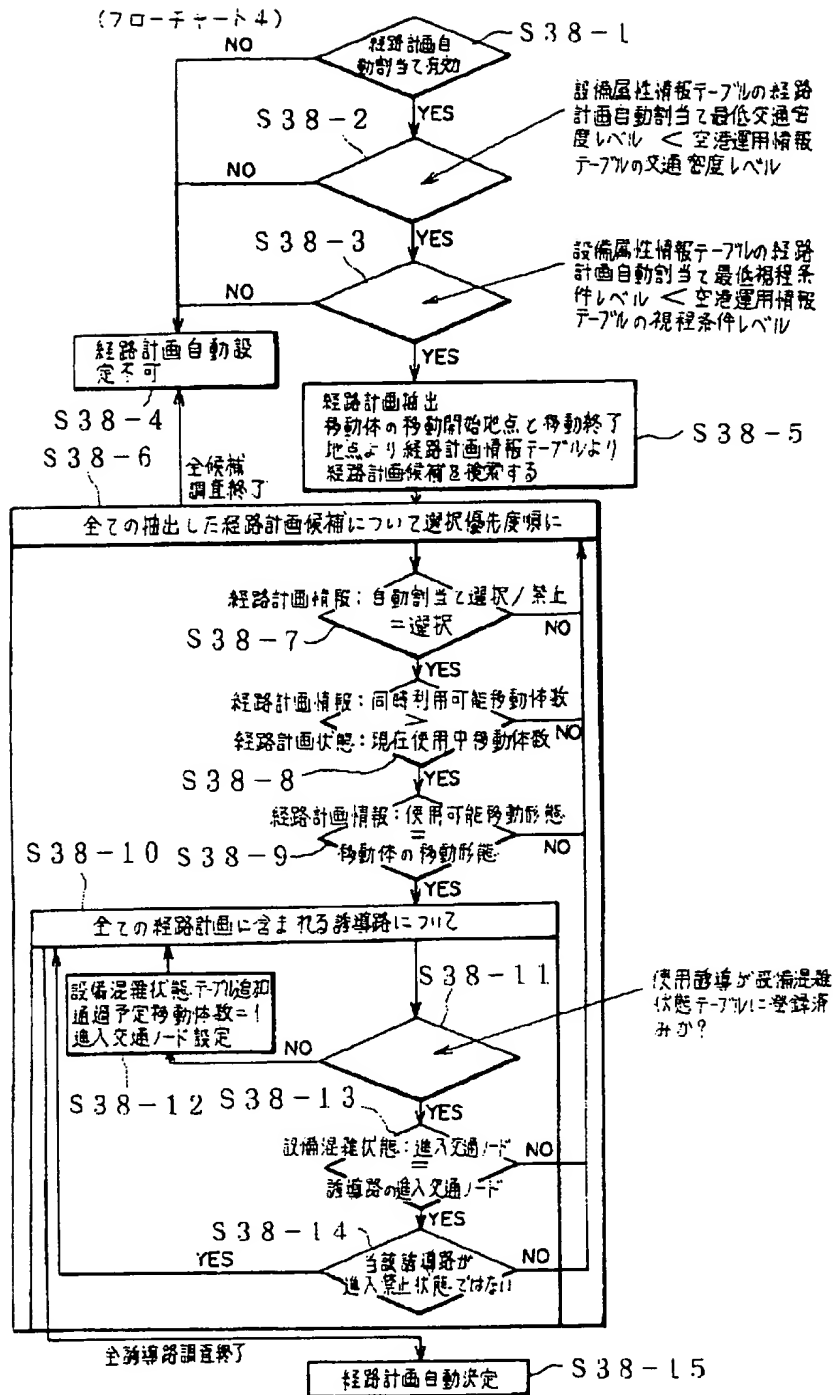 (フローチャート4)
S38-1
経路計画自
動割当て有効
NO
YES
設備属性情報テーブルの経路
計画自動割当て最低交通密
度レベル < 空港運用情報
テーブルの交通密度レベル
S38-2
NO
YES
S38-3
設備属性情報テーブルの経路
計画自動割当て最低視程条
件レベル < 空港運用情報
テーブルの視程条件レベル
NO
YES
経路計画自動設
定不可
S38-4
経路計画抽出
移動体の移動開始地点と移動終了
地点より経路計画情報テーブルより
経路計画候補を検索する
S38-5
S38-6
全候補
調査終了
全ての抽出した経路計画候補について選択優先度順に
経路計画情報:自動割当て選択/禁止
=選択
NO
S38-7
YES
経路計画情報:同時利用可能移動体数
>
NO
経路計画状態:現在使用中移動体数
S38-8
YES
経路計画情報:使用可能移動形態
=
NO
移動体の移動形態
S38-9
S38-10
YES
全ての経路計画に含まれる誘導路について
S38-11
使用誘導が設備混雑
状態テーブルに登録済
みか?
設備混雑状態テーブル追加
通過予定移動体数=1
進入交通ノード設定
NO
S38-12
S38-13
YES
設備混雑状態:進入交通ノード
=
NO
誘導路の進入交通ノード
YES
S38-14
当該誘導路が
進入禁止状態ではない
YES
NO
全誘導路調査終了
経路計画自動決定
S38-15